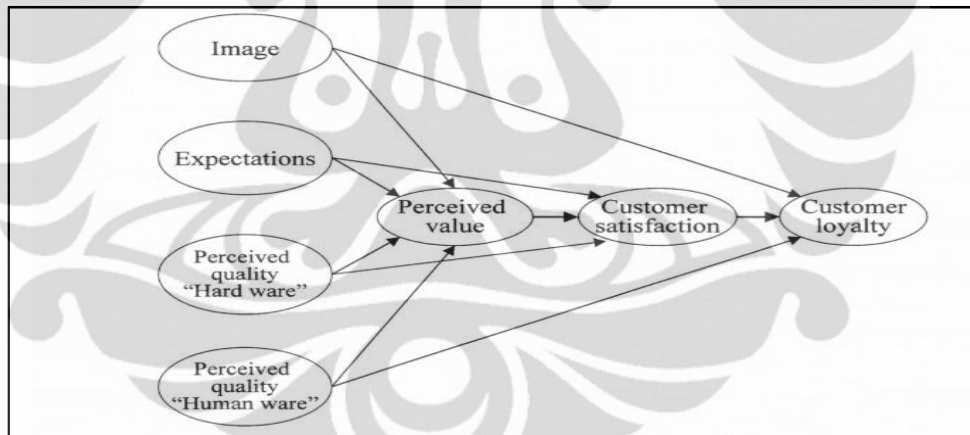 Image
Expectations
Perceived
quality
“Hard ware”
Perceived
quality
“Human ware”
Perceived
value
Customer
satisfaction
Customer
loyalty